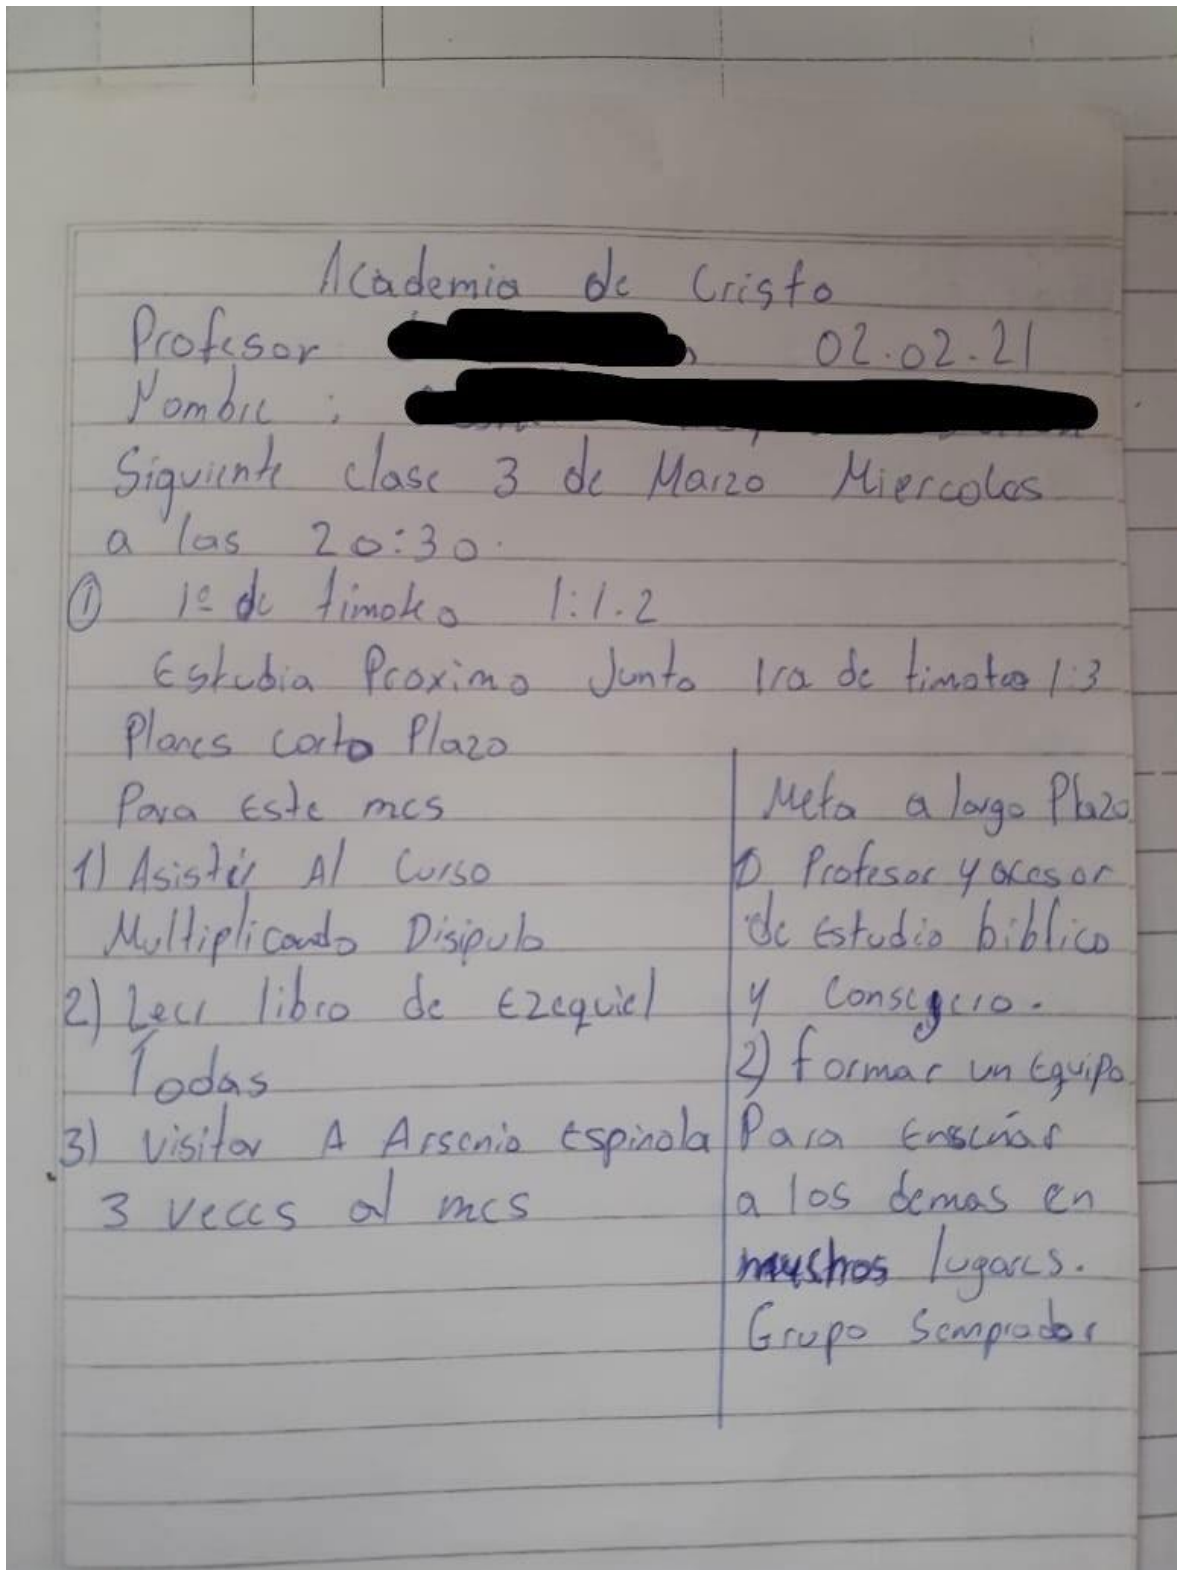 Academia de Cristo
Profesor 02.02.21
Nombre :
Siguiente clase 3 de Marzo Miercoles
a las 20:30.
① 1º de timoteo 1:1.2
Estudia Proximo Junto 1ra de timoteo 1:3
Planes corto Plazo
Para Este mes
1) Asistir Al Curso
Multiplicando Disipulo
2) Leer libro de Ezequiel
Todas
3) visitar A Arsenio Espinola
3 veces al mes
Meta a largo Plazo
1) Profesor y acesor
de Estudio biblico
y Consegero.
2) formar un Equipo
Para Enseñar
a los demas en
muchos lugares.
Grupo Semprador